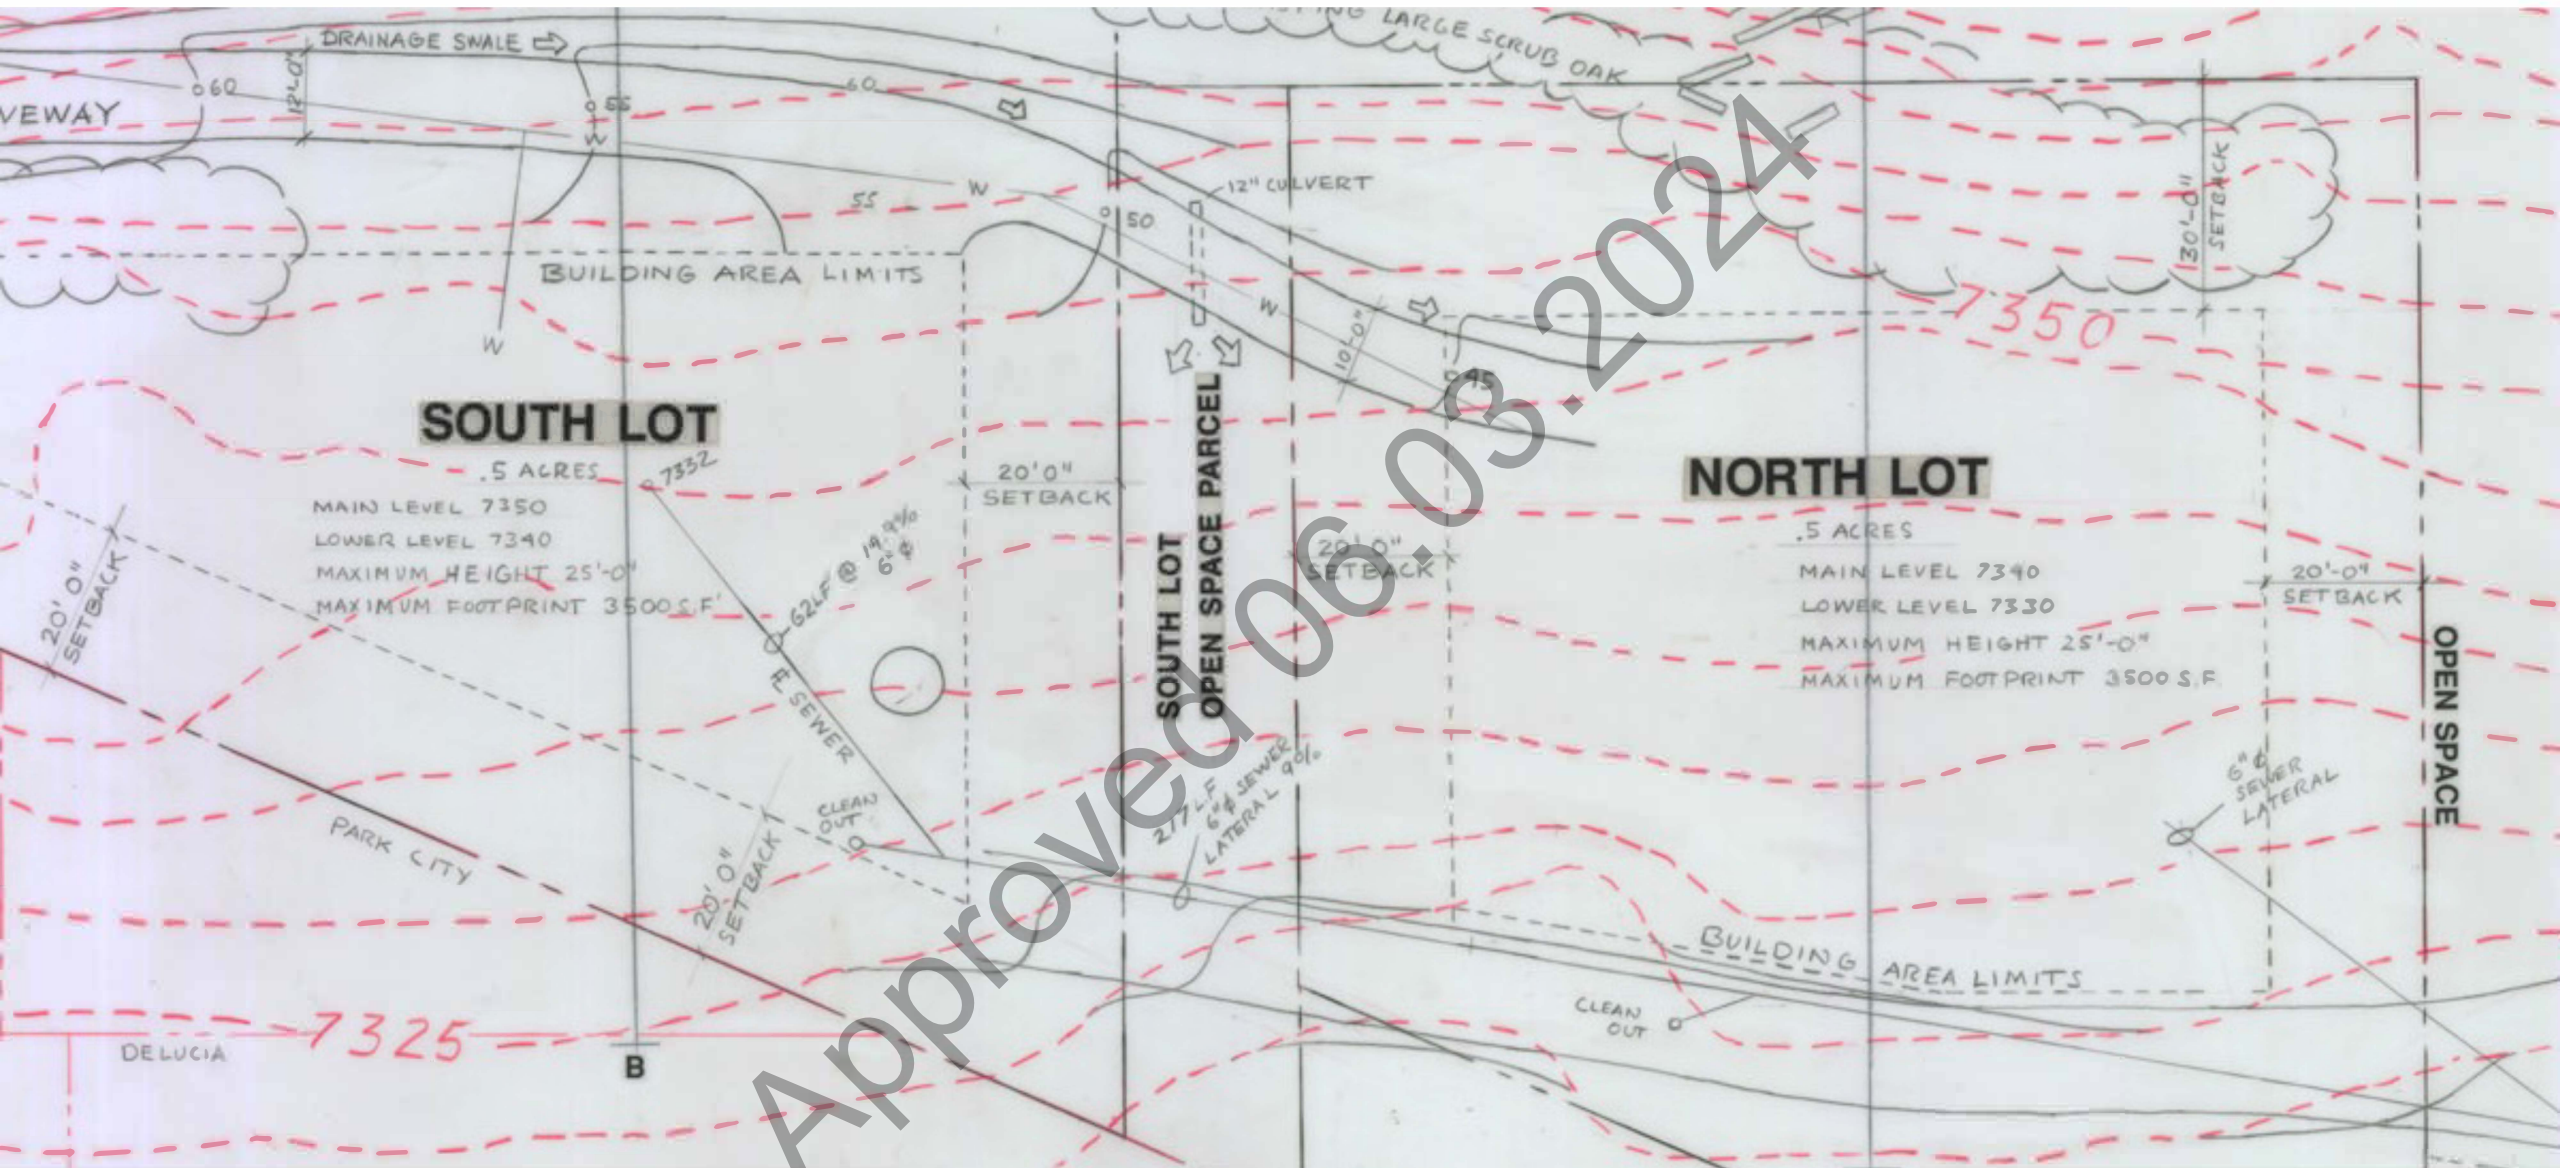 DRAINAGE SWALE
LARGE SCRUB OAK
60
12'-0"
VEWAY
55
W
60
55
W
12" CULVERT
50
BUILDING AREA LIMITS
W
W
10'-0"
45
30'-0"
SETBACK
7350
SOUTH LOT
.5 ACRES
7332
MAIN LEVEL 7350
LOWER LEVEL 7340
MAXIMUM HEIGHT 25'-0"
MAXIMUM FOOTPRINT 3500 S.F.
20'0"
SETBACK
SOUTH LOT
OPEN SPACE PARCEL
20'0"
SETBACK
NORTH LOT
.5 ACRES
MAIN LEVEL 7340
LOWER LEVEL 7330
MAXIMUM HEIGHT 25'-0"
MAXIMUM FOOTPRINT 3500 S.F.
20'-0"
SETBACK
OPEN SPACE
20'0"
SETBACK
62LF @ 19.9%
6"¢
SEWER
CLEAN
OUT
217 L.F.
6"¢ SEWER
LATERAL 9%
6"¢
SEWER
LATERAL
PARK CITY
20'0"
SETBACK
BUILDING AREA LIMITS
CLEAN
OUT
7325
DELUCIA
B
Approved 06.03.2024